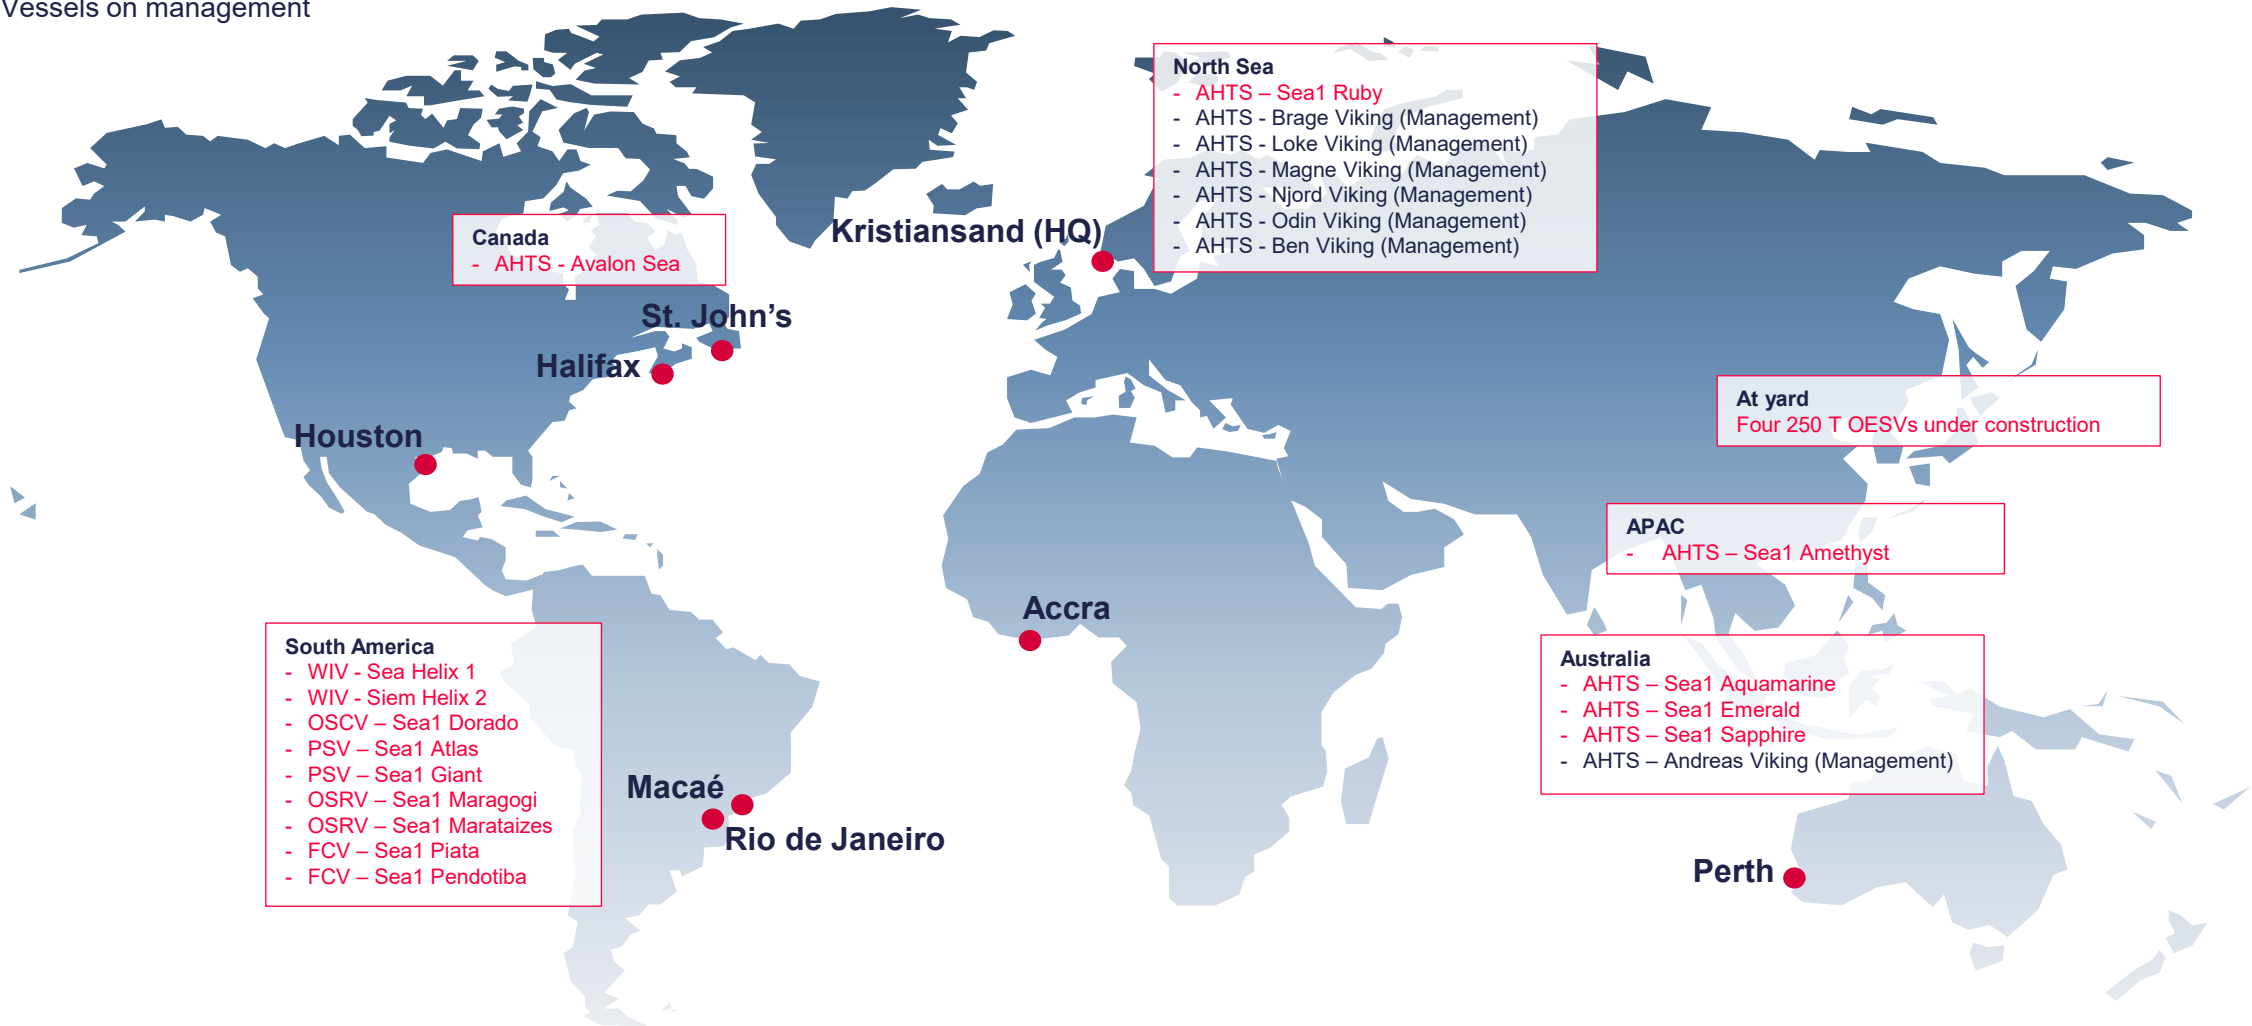 Vessels on management
North Sea
- AHTS – Sea1 Ruby
- AHTS - Brage Viking (Management)
- AHTS - Loke Viking (Management)
- AHTS - Magne Viking (Management)
- AHTS - Njord Viking (Management)
- AHTS - Odin Viking (Management)
- AHTS - Ben Viking (Management)
Kristiansand (HQ)
Canada
- AHTS - Avalon Sea
St. John’s
Halifax
Houston
At yard
Four 250 T OESVs under construction
APAC
- AHTS – Sea1 Amethyst
Accra
South America
- WIV - Sea Helix 1
- WIV - Siem Helix 2
- OSCV – Sea1 Dorado
- PSV – Sea1 Atlas
- PSV – Sea1 Giant
- OSRV – Sea1 Maragogi
- OSRV – Sea1 Marataizes
- FCV – Sea1 Piata
- FCV – Sea1 Pendotiba
Australia
- AHTS – Sea1 Aquamarine
- AHTS – Sea1 Emerald
- AHTS – Sea1 Sapphire
- AHTS – Andreas Viking (Management)
Macaé
Rio de Janeiro
Perth